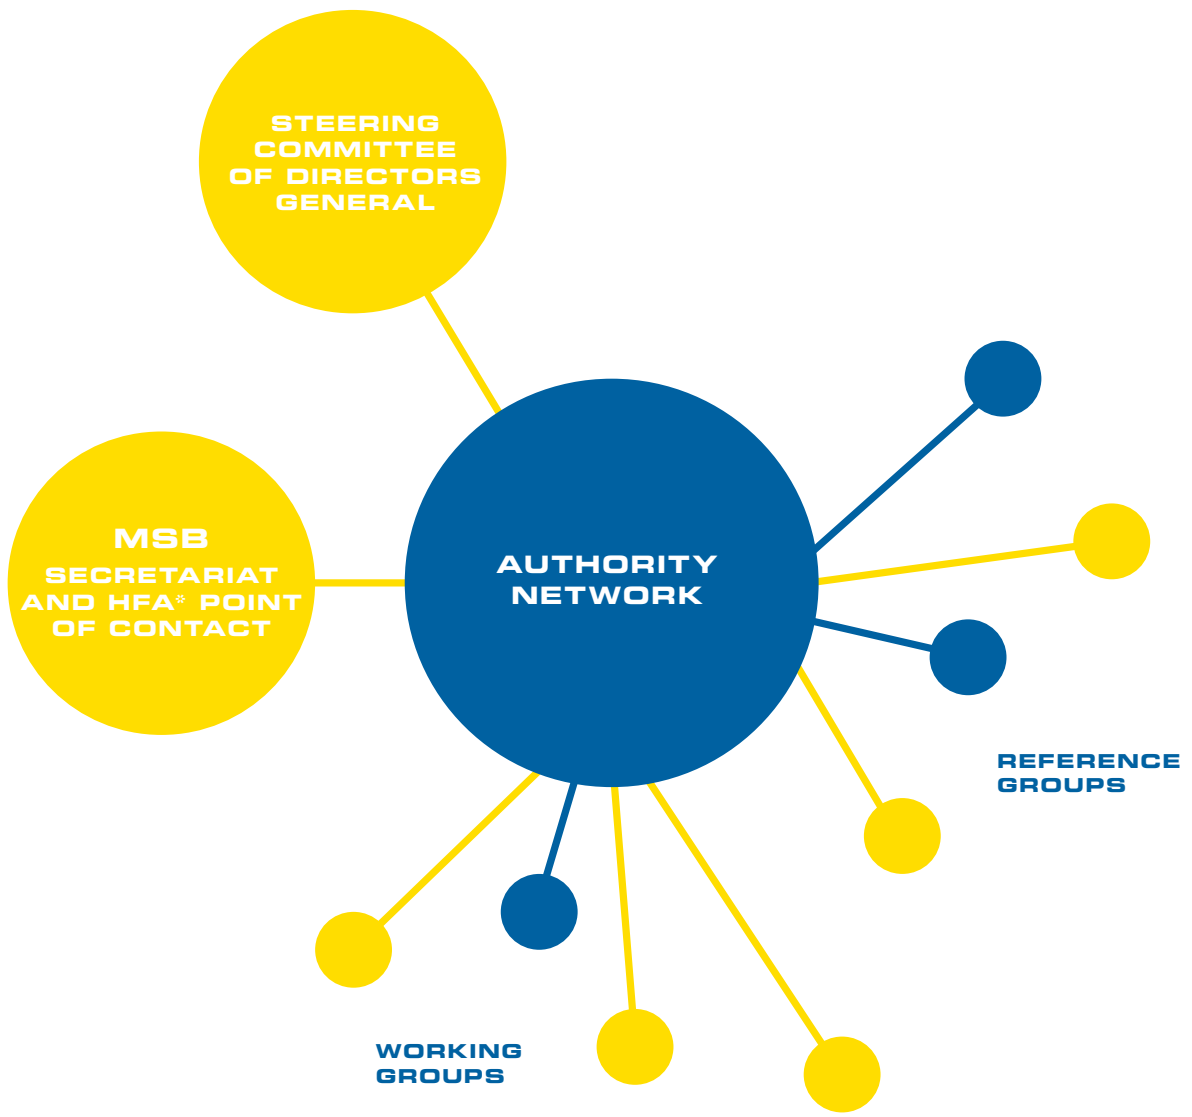 STEERING
COMMITTEE
OF DIRECTORS
GENERAL
MSB
SECRETARIAT
AND HFA* POINT
OF CONTACT
AUTHORITY
NETWORK
REFERENCE
GROUPS
WORKING
GROUPS